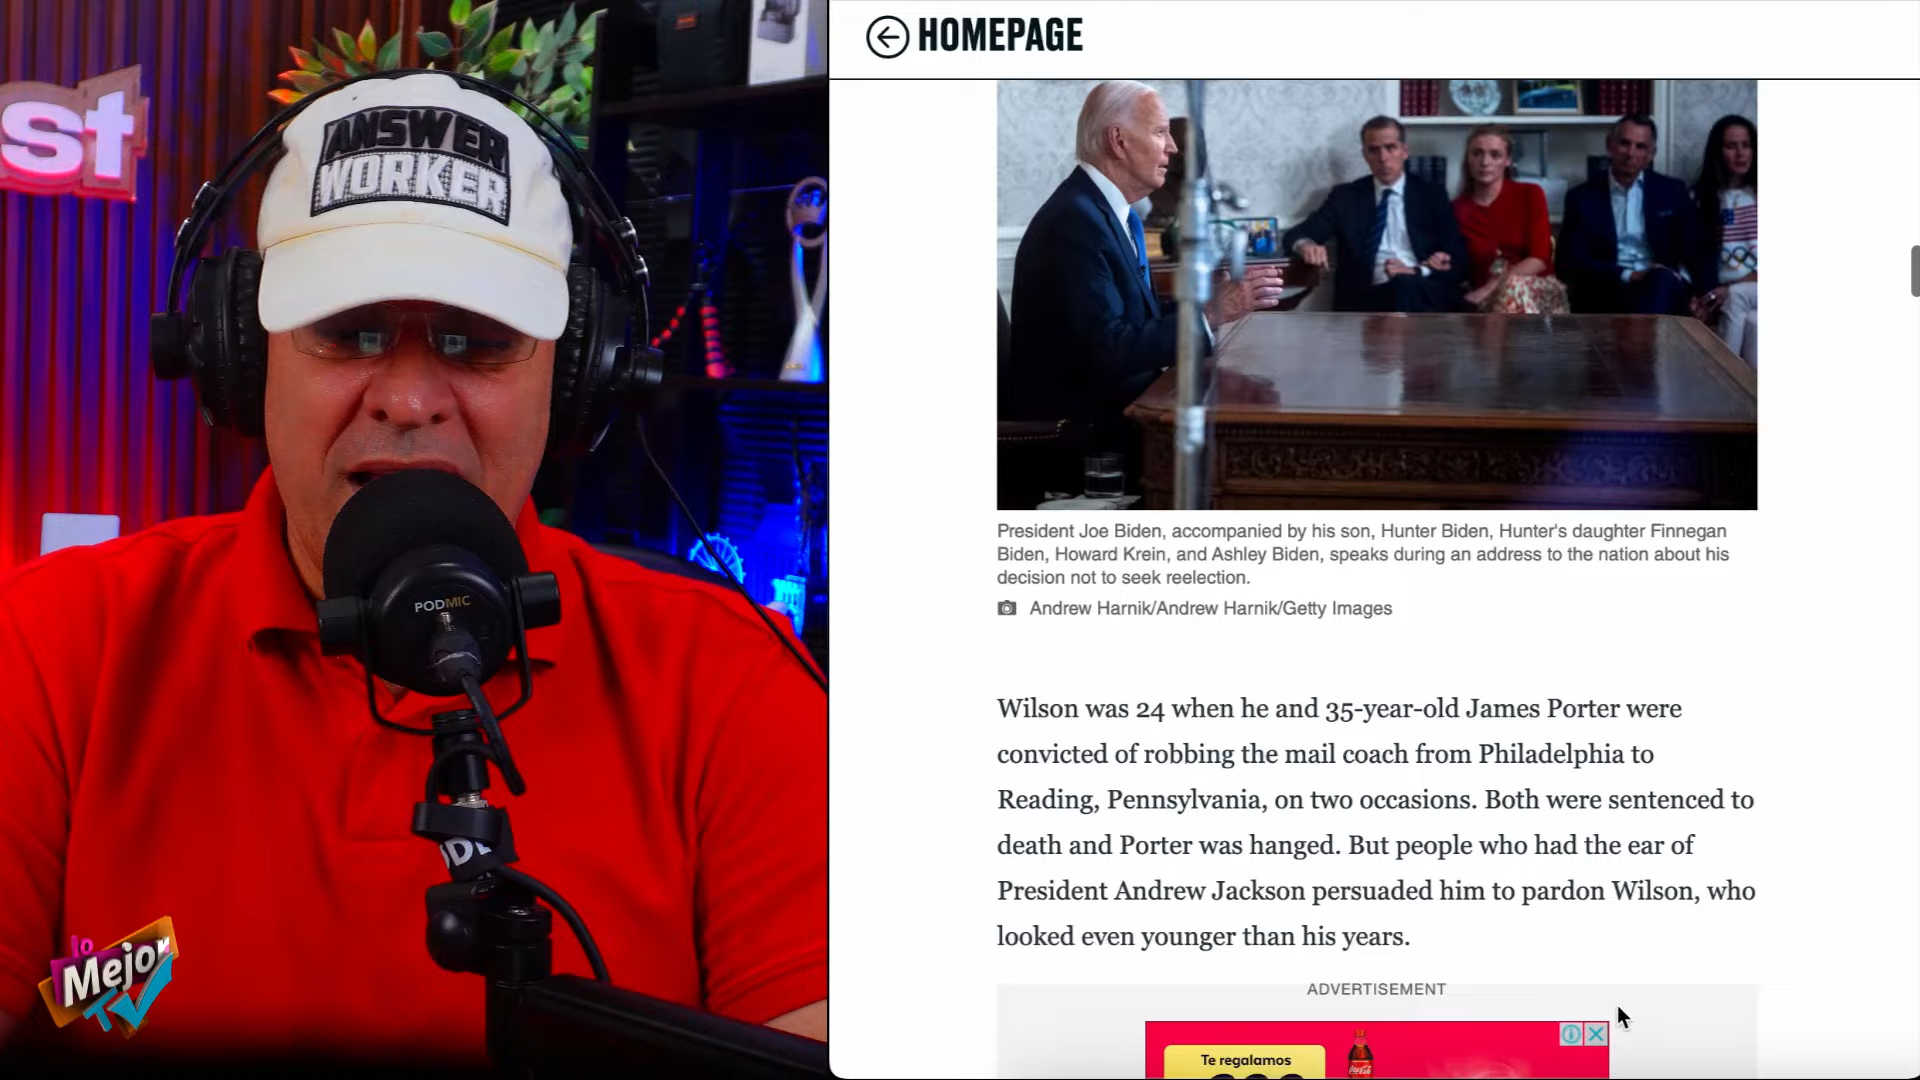 st
ANSWER
WORKER
PODMIC
lo
Mejor
TV
HOMEPAGE
President Joe Biden, accompanied by his son, Hunter Biden, Hunter's daughter Finnegan
Biden, Howard Krein, and Ashley Biden, speaks during an address to the nation about his
decision not to seek reelection.
Andrew Harnik/Andrew Harnik/Getty Images
Wilson was 24 when he and 35-year-old James Porter were
convicted of robbing the mail coach from Philadelphia to
Reading, Pennsylvania, on two occasions. Both were sentenced to
death and Porter was hanged. But people who had the ear of
President Andrew Jackson persuaded him to pardon Wilson, who
looked even younger than his years.
ADVERTISEMENT
Te regalamos